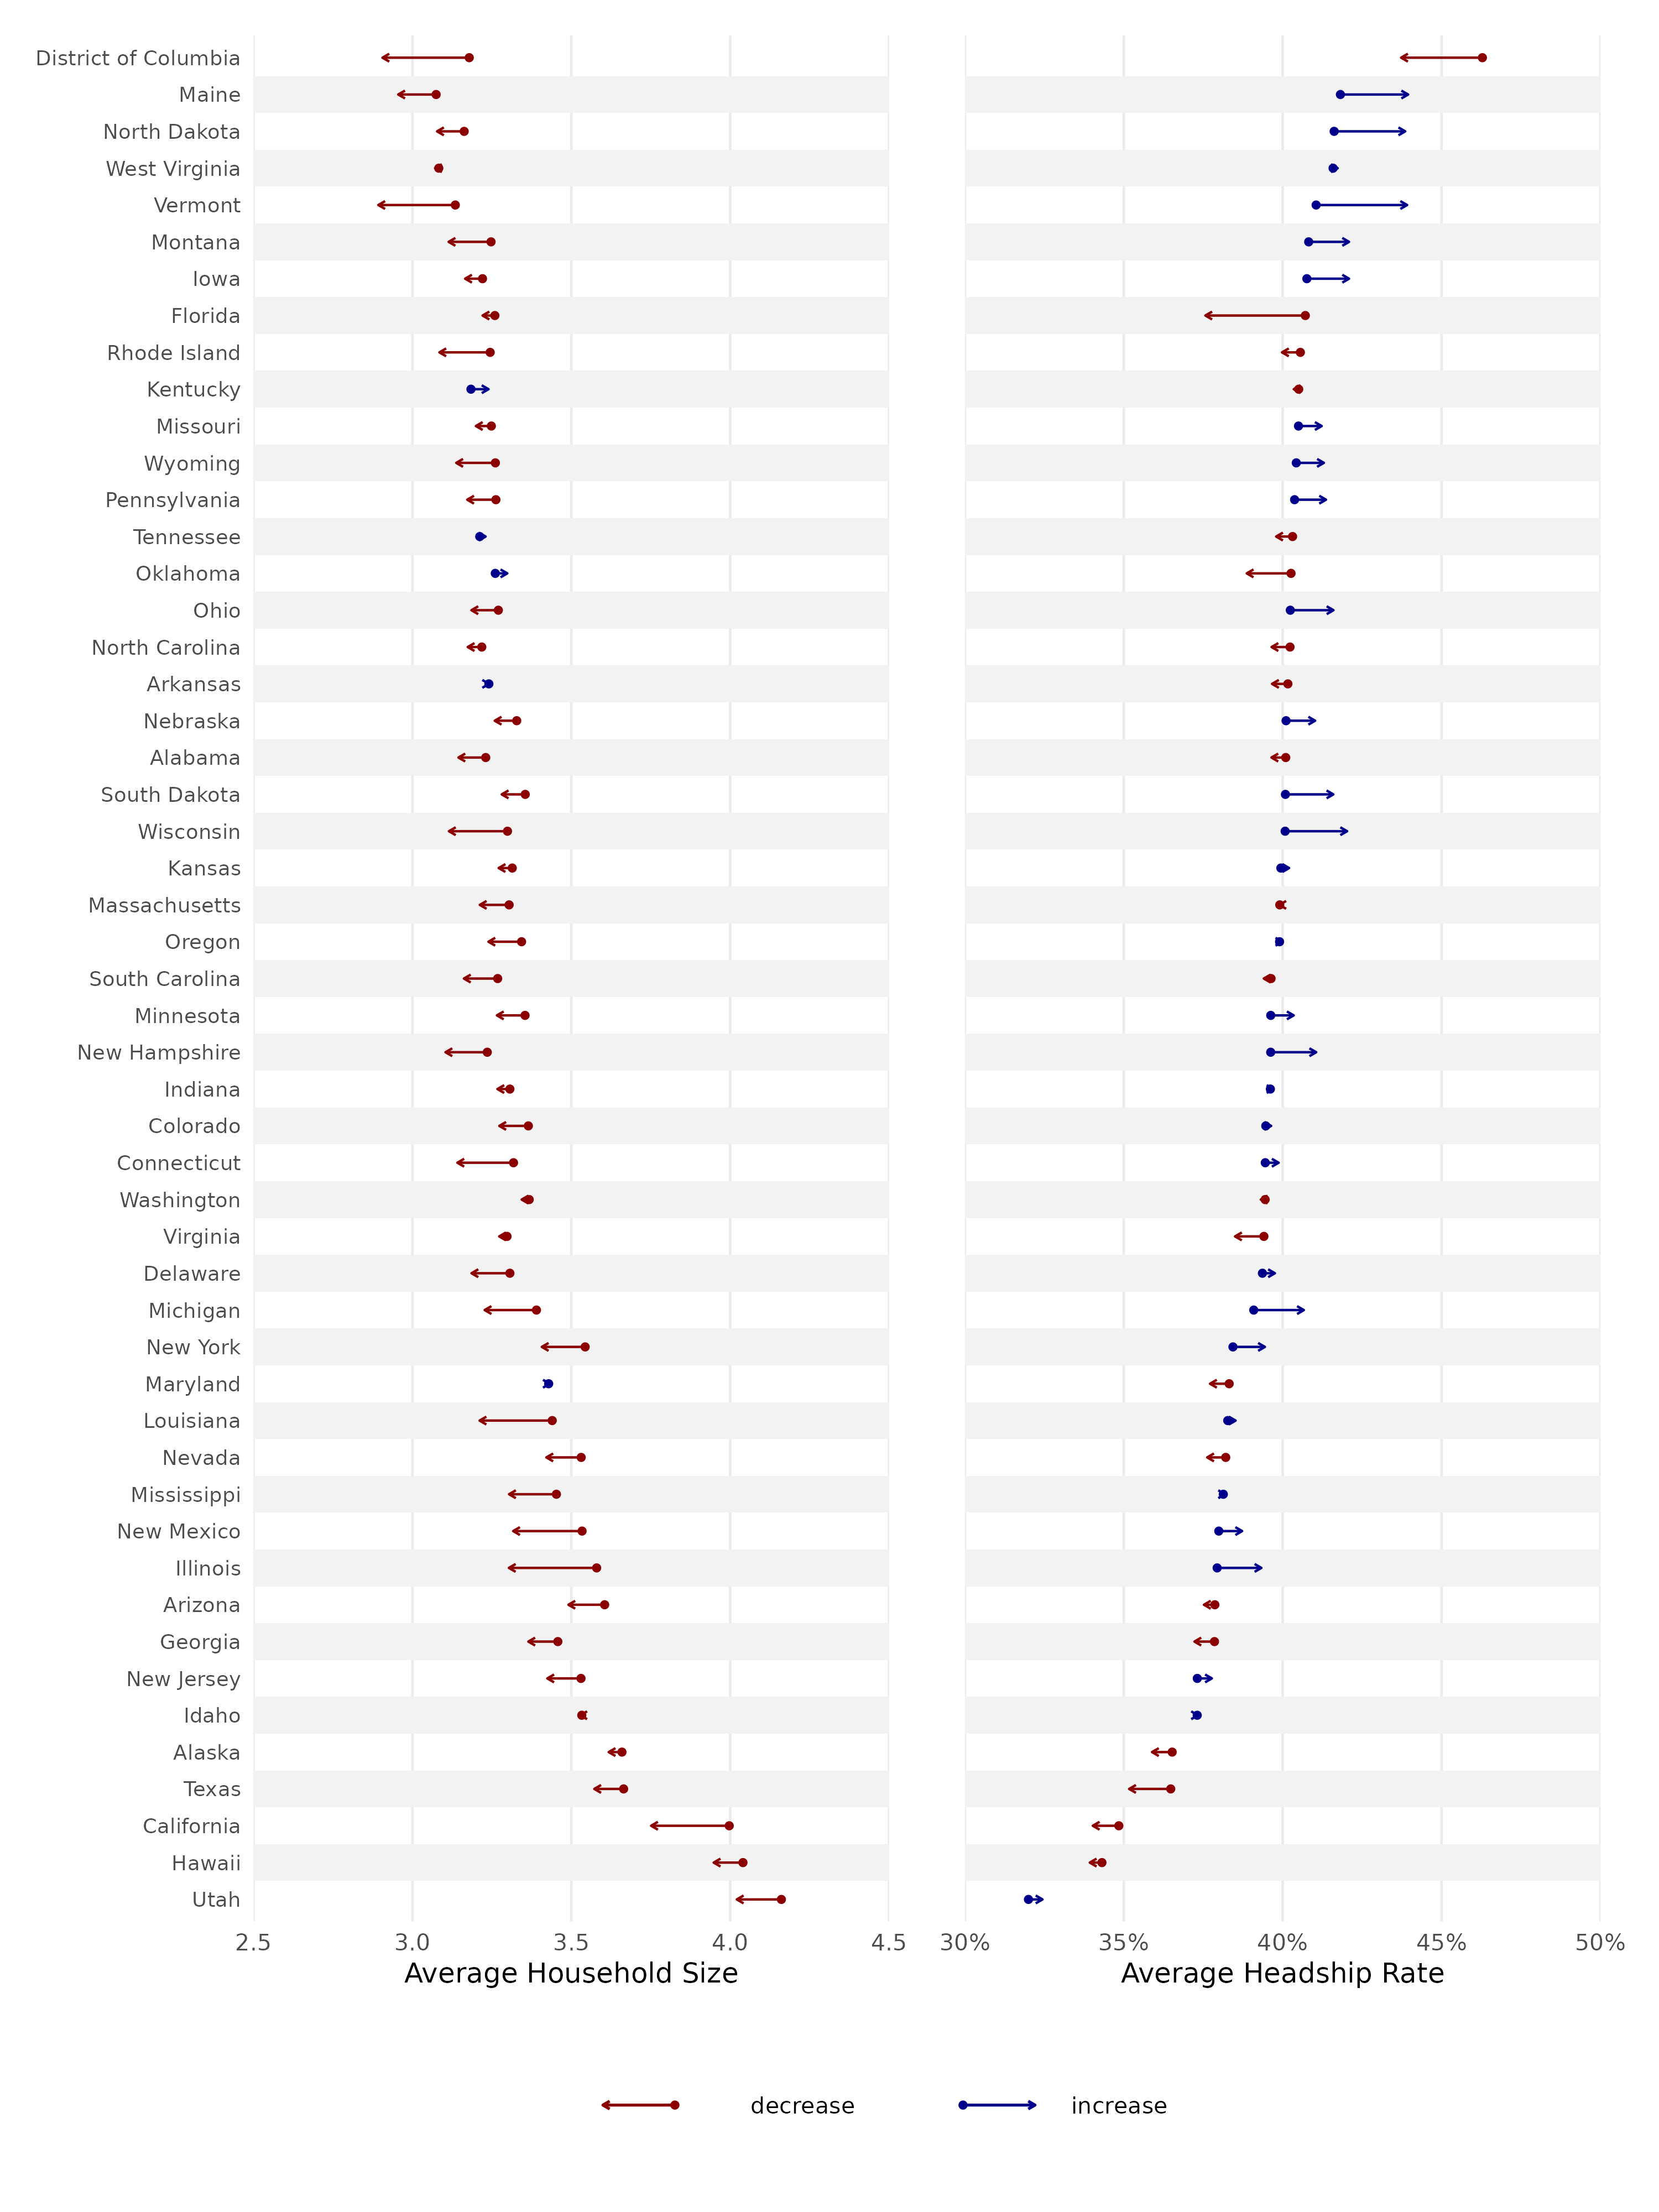 District of Columbia
Maine
North Dakota
West Virginia
Vermont
Montana
Iowa
Florida
Rhode Island
Kentucky
Missouri
Wyoming
Pennsylvania
Tennessee
Oklahoma
Ohio
North Carolina
Arkansas
Nebraska
Alabama
South Dakota
Wisconsin
Kansas
Massachusetts
Oregon
South Carolina
Minnesota
New Hampshire
Indiana
Colorado
Connecticut
Washington
Virginia
Delaware
Michigan
New York
Maryland
Louisiana
Nevada
Mississippi
New Mexico
Illinois
Arizona
Georgia
New Jersey
Idaho
Alaska
Texas
California
Hawaii
Utah
2.5 3.0 3.5 4.0 4.5 30% 35% 40% 45% 50%
Average Household Size Average Headship Rate
decrease increase